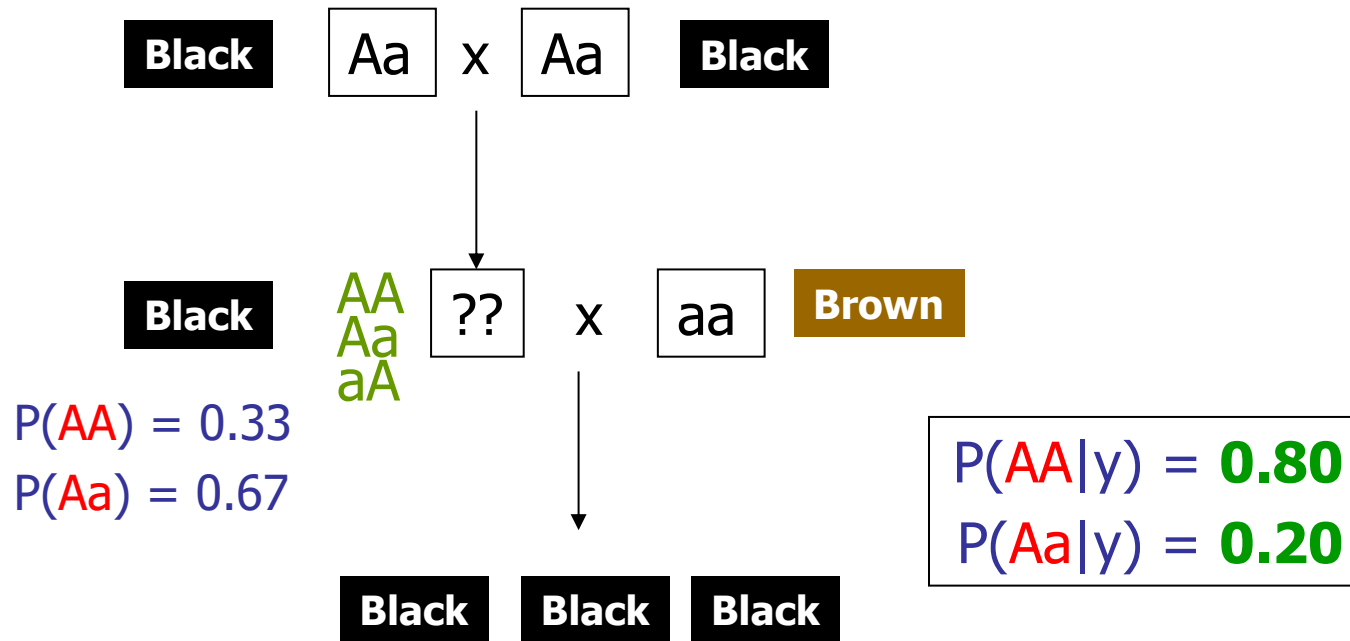 Black Aa x Aa Black
Black AA Aa aA ?? x aa Brown
P(AA) = 0.33
P(Aa) = 0.67
P(AA|y) = 0.80
P(Aa|y) = 0.20
Black Black Black